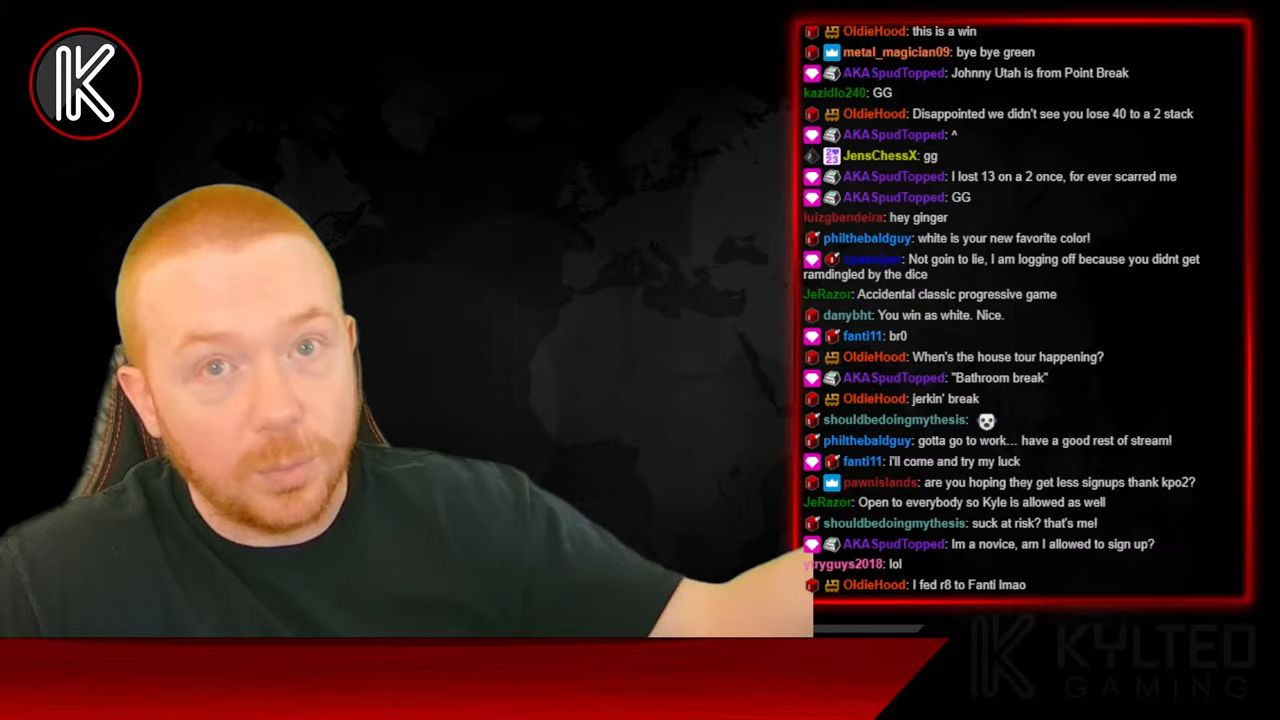 K
OldieHood: this is a win
metal_magician09: bye bye green
AKASpudTopped: Johnny Utah is from Point Break
kazidlo240: GG
OldieHood: Disappointed we didn't see you lose 40 to a 2 stack
AKASpudTopped: ^
JensChessX: gg
AKASpudTopped: I lost 13 on a 2 once, for ever scarred me
AKASpudTopped: GG
luizgbandeira: hey ginger
philthebaldguy: white is your new favorite color!
: Not goin to lie, I am logging off because you didnt get
ramdingled by the dice
JeRazor: Accidental classic progressive game
danybht: You win as white. Nice.
fanti11: br0
OldieHood: When's the house tour happening?
AKASpudTopped: "Bathroom break"
OldieHood: jerkin' break
shouldbedoingmythesis:
philthebaldguy: gotta go to work... have a good rest of stream!
fanti11: i'll come and try my luck
pawnislands: are you hoping they get less signups thank kpo2?
JeRazor: Open to everybody so Kyle is allowed as well
shouldbedoingmythesis: suck at risk? that's me!
AKASpudTopped: Im a novice, am I allowed to sign up?
ytryguys2018: lol
OldieHood: I fed r8 to Fanti lmao
K KYLTED
GAMING